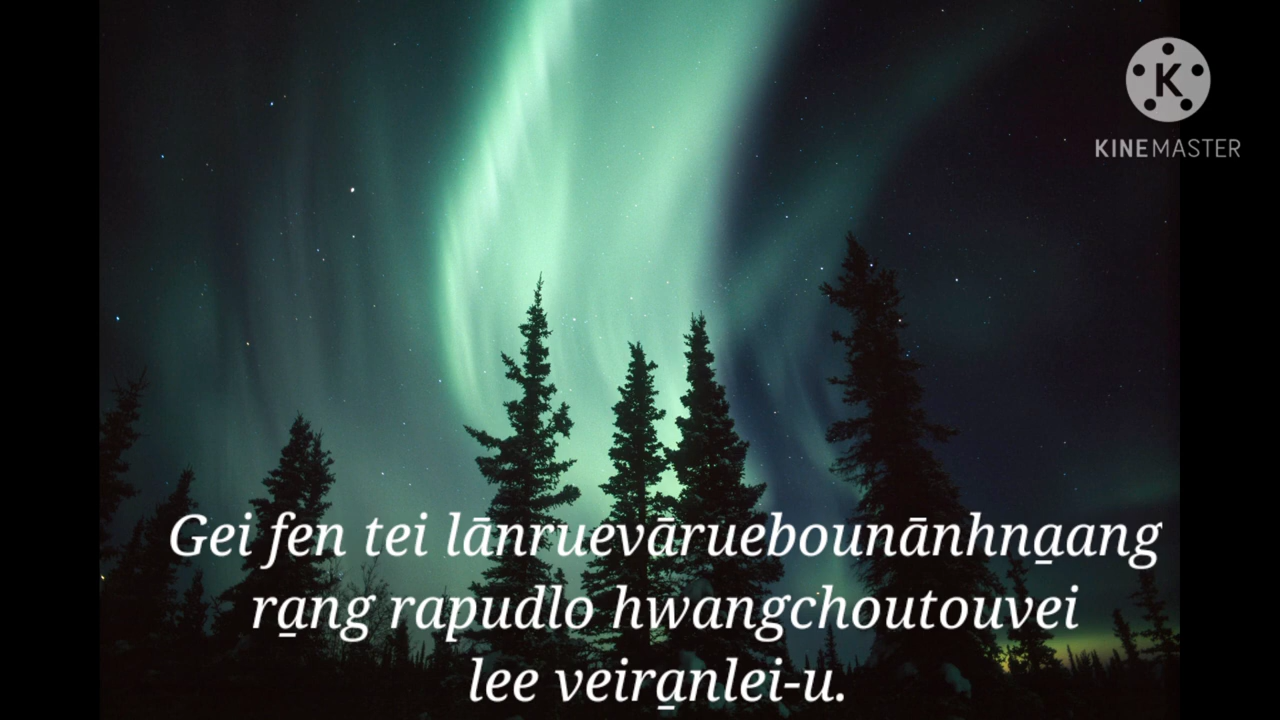 KINEMASTER
Gei fen tei lānruevāruebounānhna̱ang
ra̱ng rapudlo hwangchoutouvei
lee veira̱nlei-u.